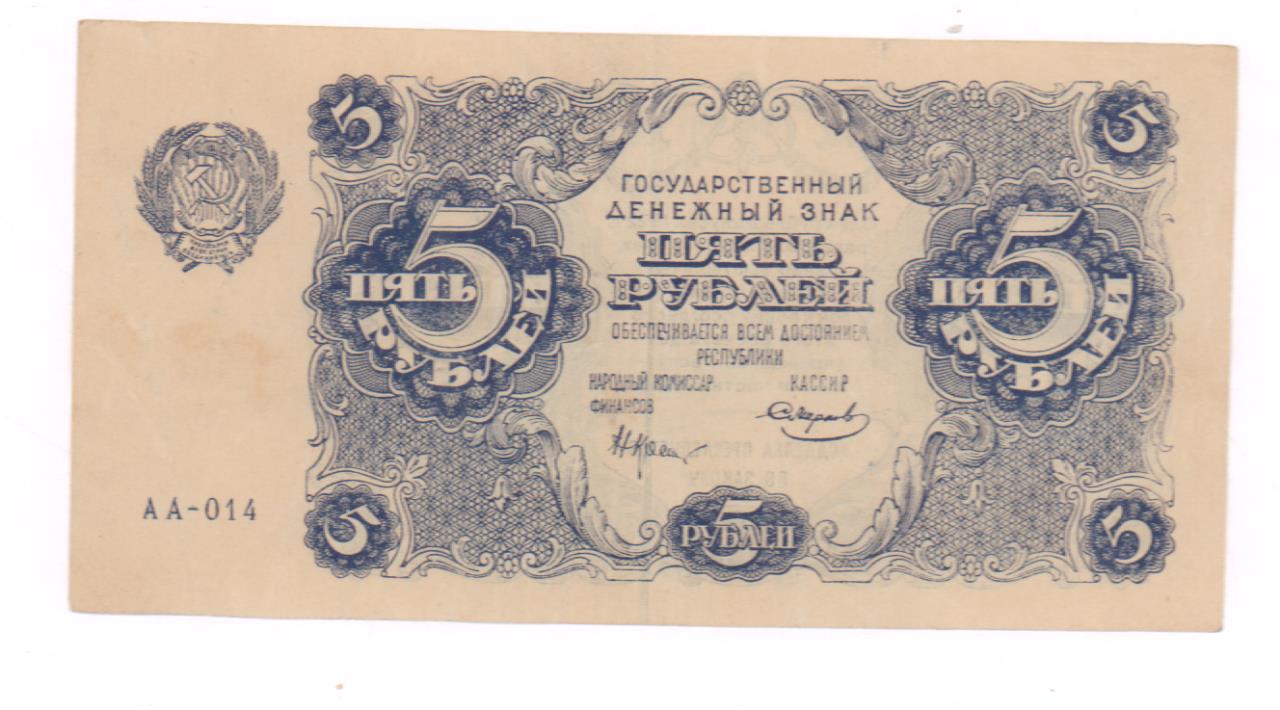 5
5
ГОСУДАРСТВЕННЫЙ
ДЕНЕЖНЫЙ ЗНАК
ПЯТЬ
РУБЛЕЙ
5
ПЯТЬ
РУБЛЕЙ
5
ПЯТЬ
РУБЛЕЙ
ОБЕСПЕЧИВАЕТСЯ ВСЕМ ДОСТОЯНИЕМ
РЕСПУБЛИКИ
НАРОДНЫЙ КОМИССАР КАССИР
ФИНАНСОВ
АА-014
5
5
РУБЛЕЙ
5